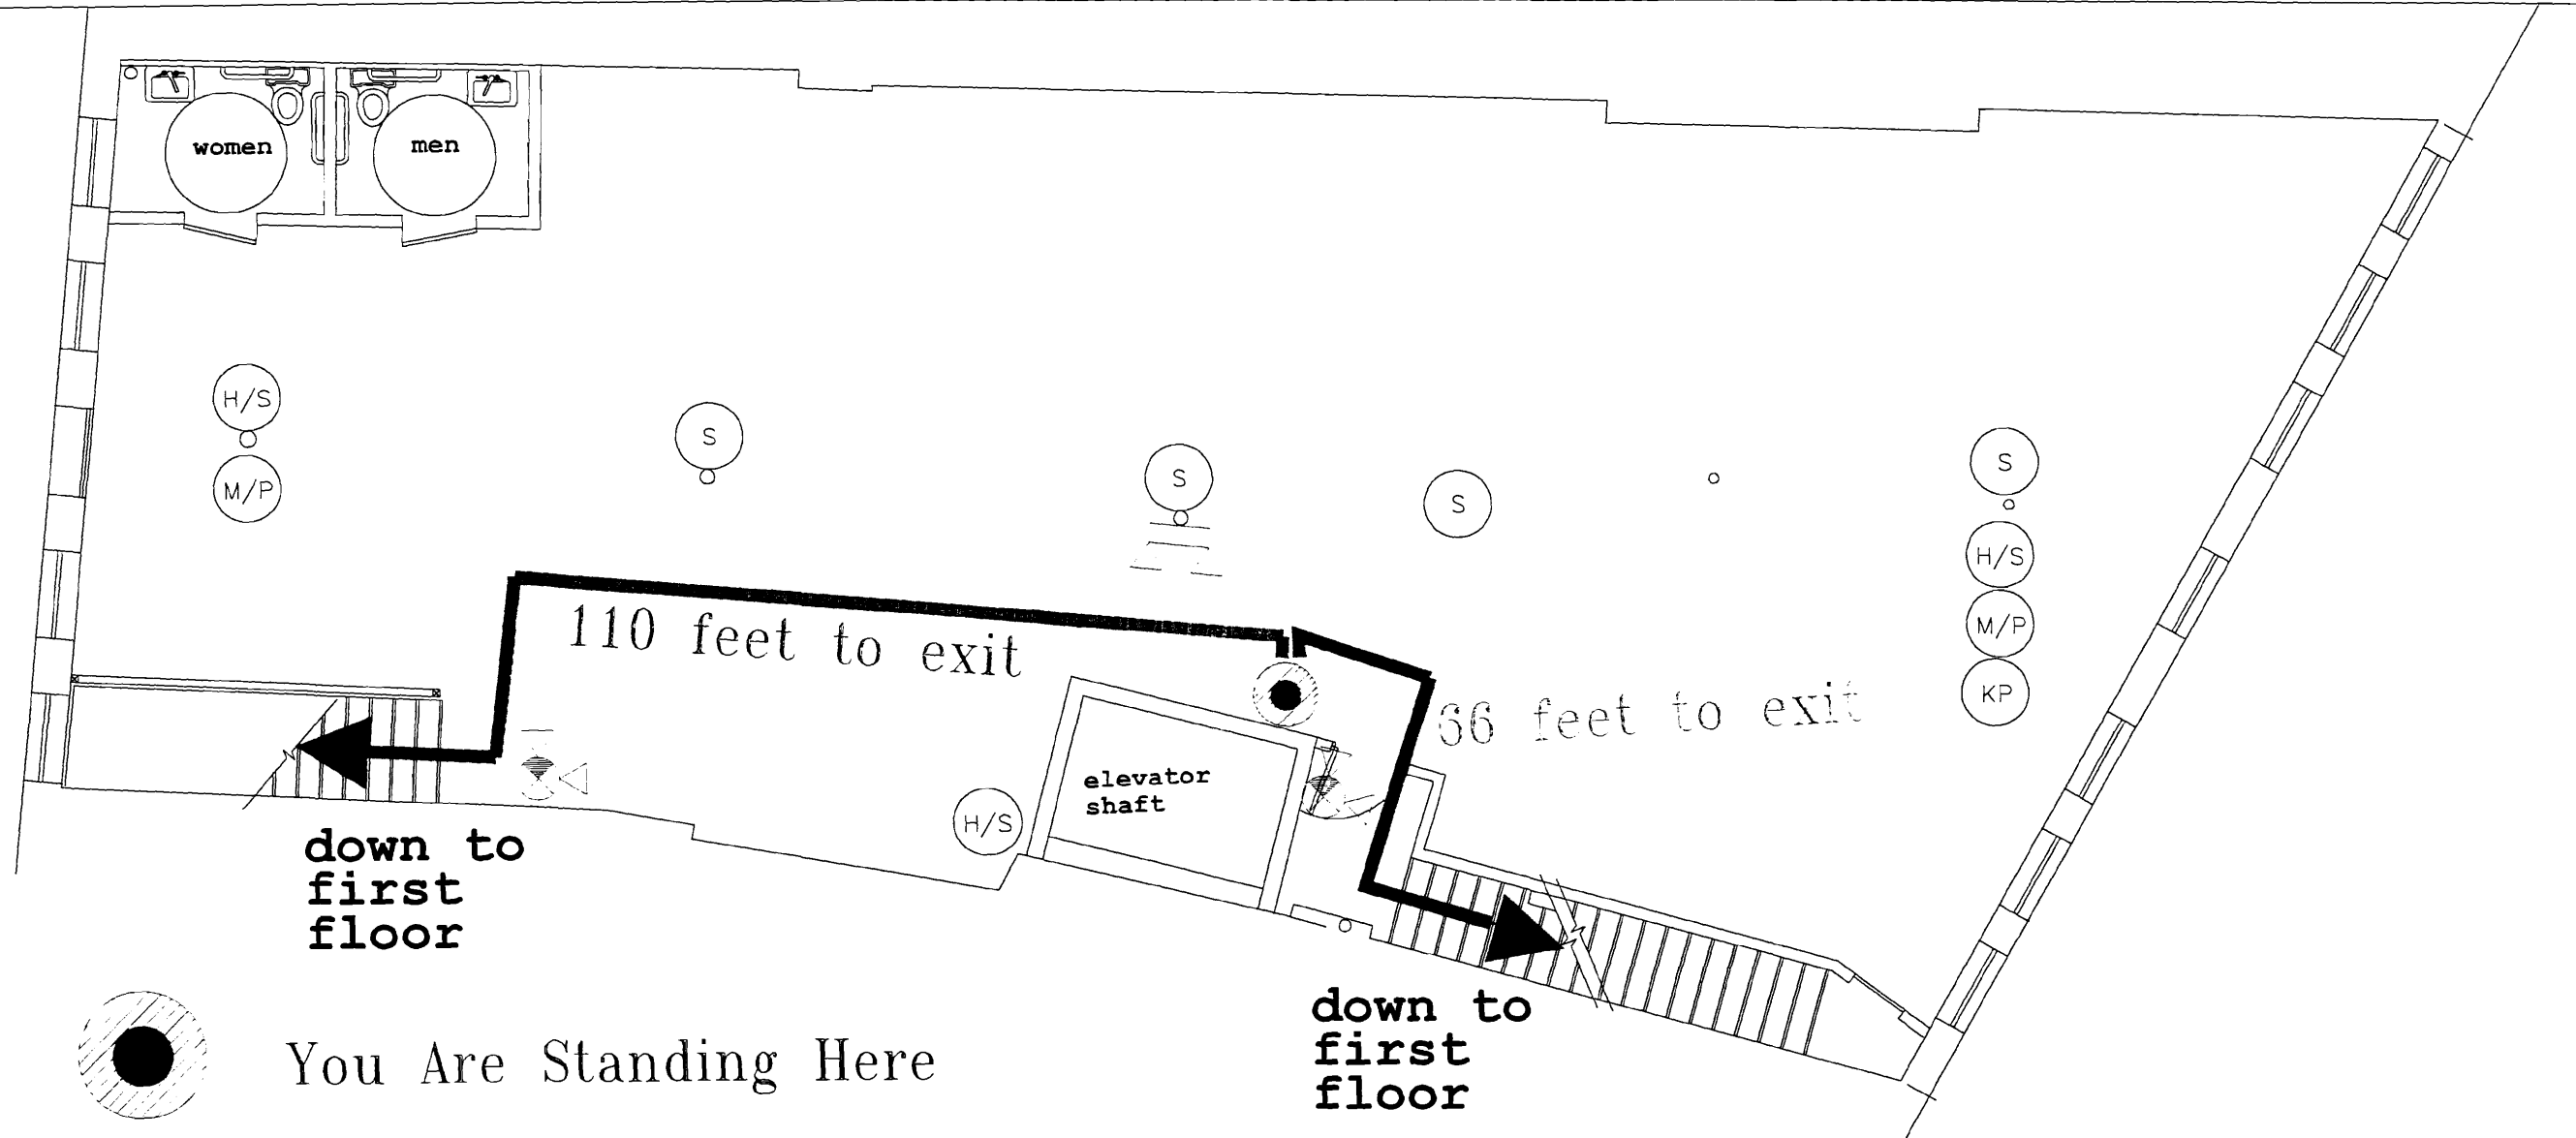 women
men
H/S
M/P
S
S
S
S
H/S
M/P
KP
110 feet to exit
66 feet to exit
elevator
shaft
H/S
down to
first
floor
down to
first
floor
You Are Standing Here